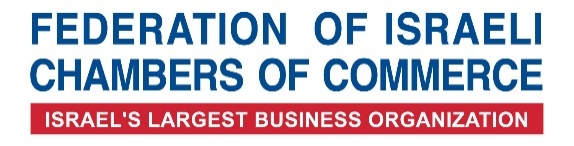 FEDERATION OF ISRAELI
CHAMBERS OF COMMERCE
ISRAEL'S LARGEST BUSINESS ORGANIZATION